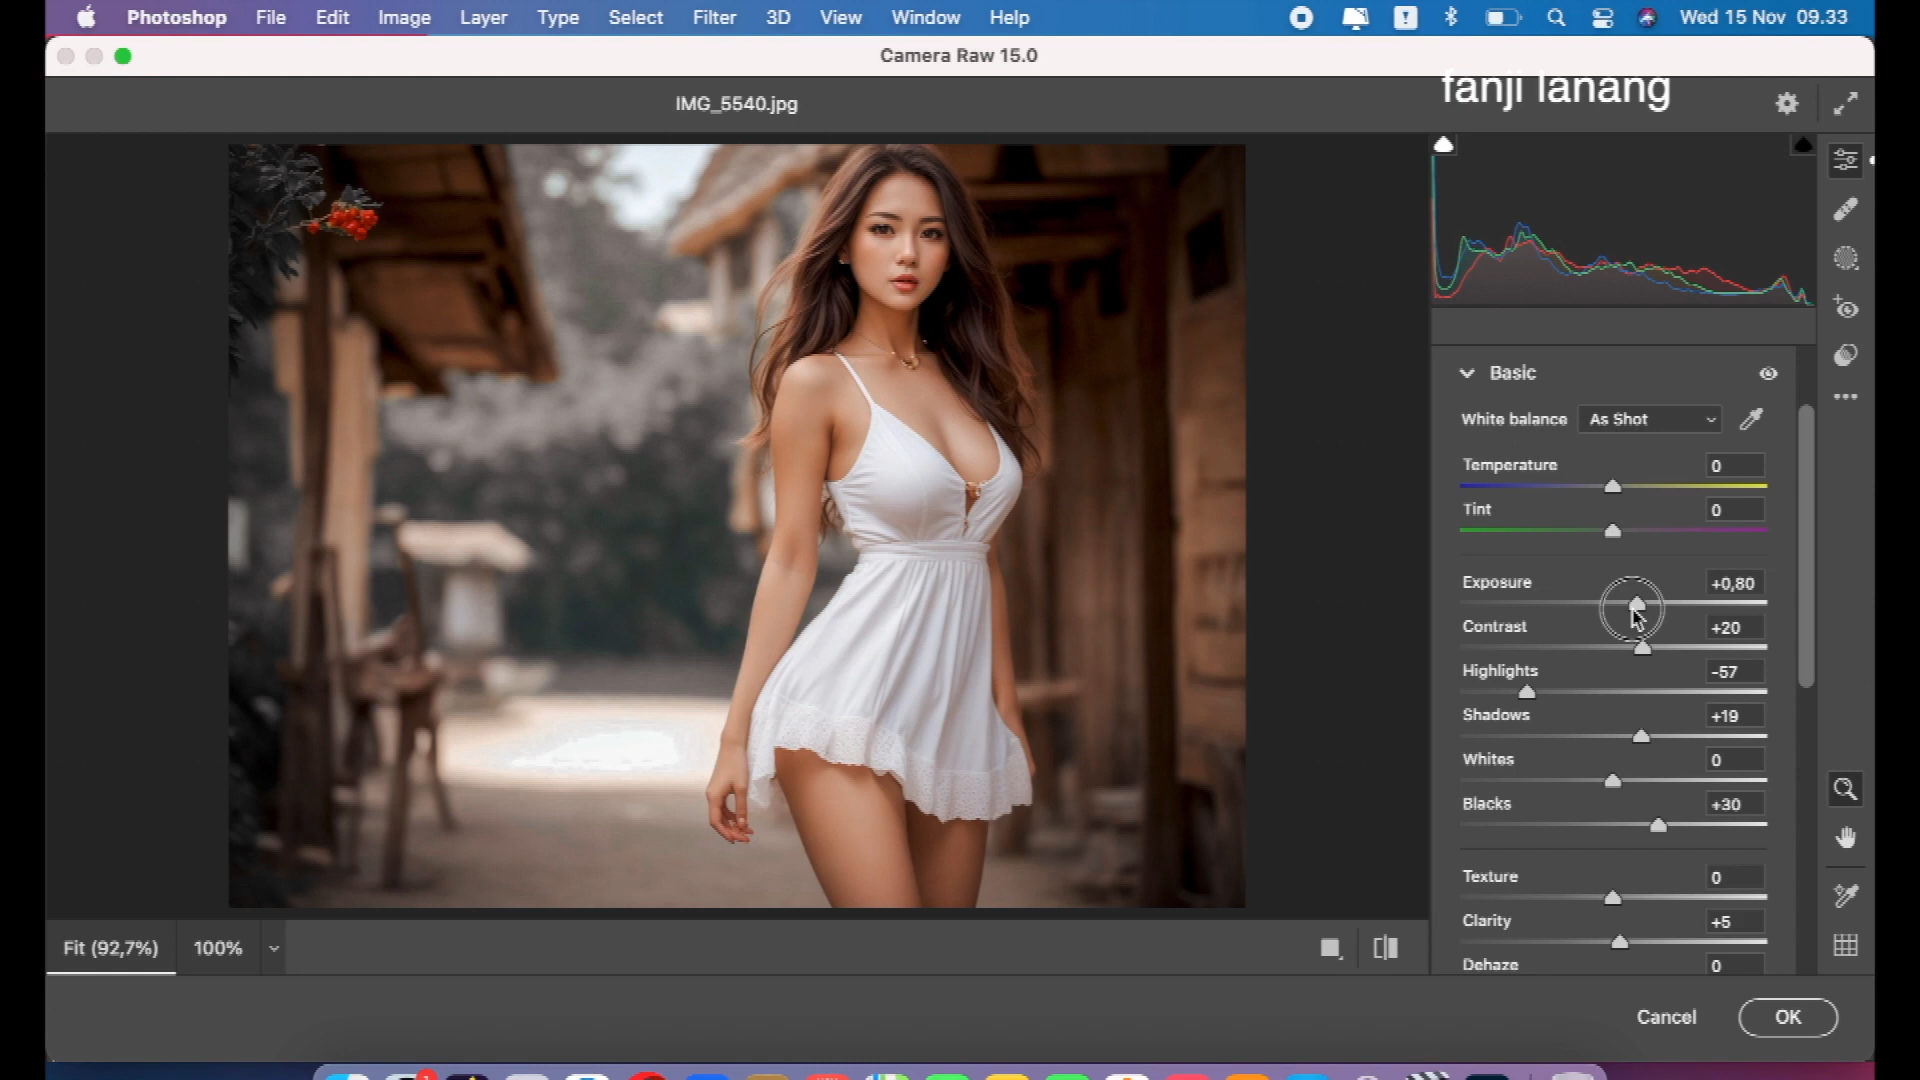 Photoshop File Edit Image Layer Type Select Filter 3D View Window Help Wed 15 Nov 09.33
Camera Raw 15.0
fanji lanang
IMG_5540.jpg
Basic
White balance As Shot
Temperature 0
Tint 0
Exposure +0,80
Contrast +20
Highlights -57
Shadows +19
Whites 0
Blacks +30
Texture 0
Clarity +5
Dehaze 0
Fit (92,7%) 100%
Cancel OK